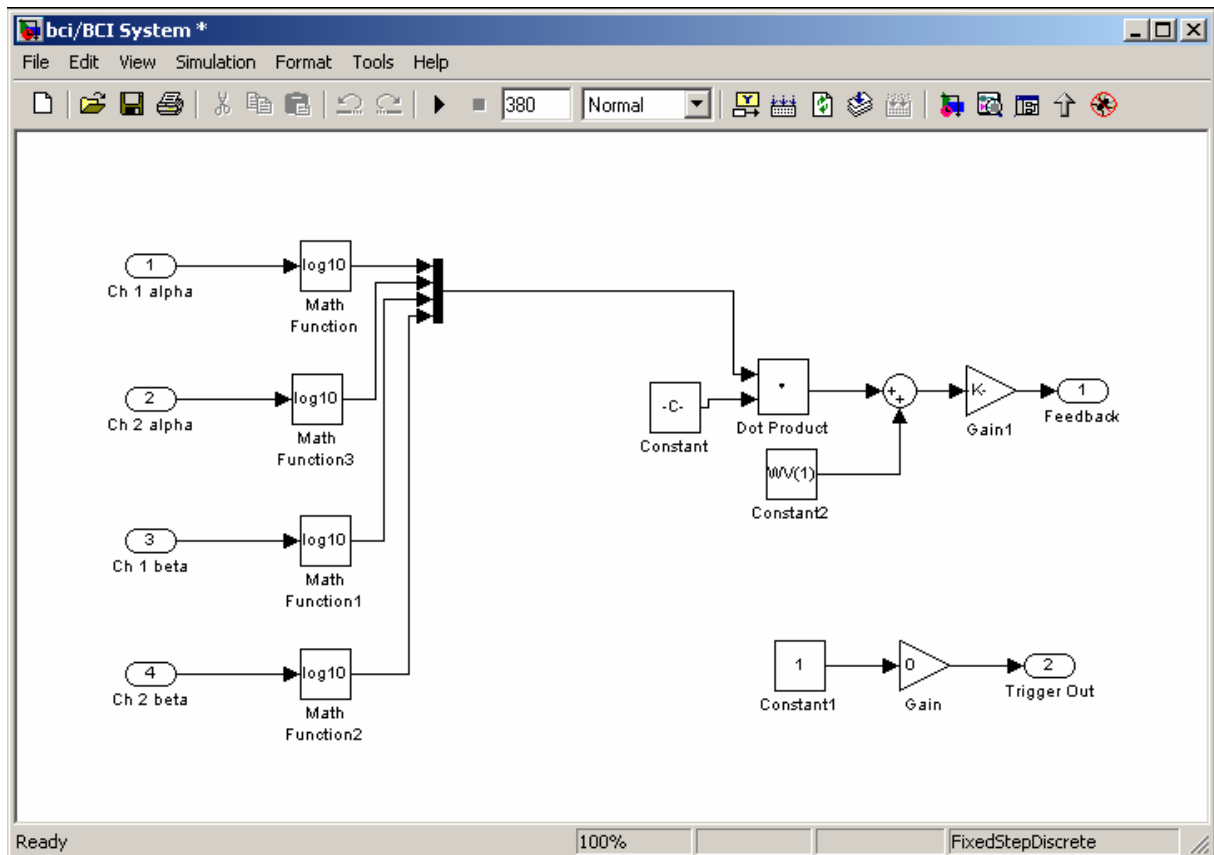 bci/BCI System *
File Edit View Simulation Format Tools Help
380 Normal
1
Ch 1 alpha
log10
Math
Function
2
Ch 2 alpha
log10
Math
Function3
3
Ch 1 beta
log10
Math
Function1
4
Ch 2 beta
log10
Math
Function2
-C-
Constant
Dot Product
WV(1)
Constant2
+
+
K-
Gain1
1
Feedback
1
Constant1
0
Gain
2
Trigger Out
Ready 100% FixedStepDiscrete